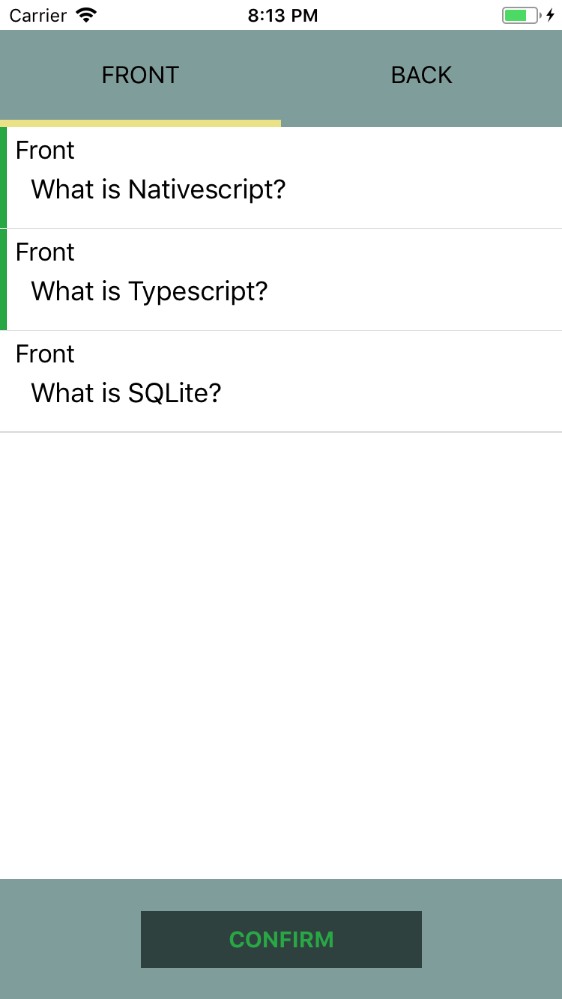 Carrier 8:13 PM
FRONT BACK
Front
What is Nativescript?
Front
What is Typescript?
Front
What is SQLite?
CONFIRM